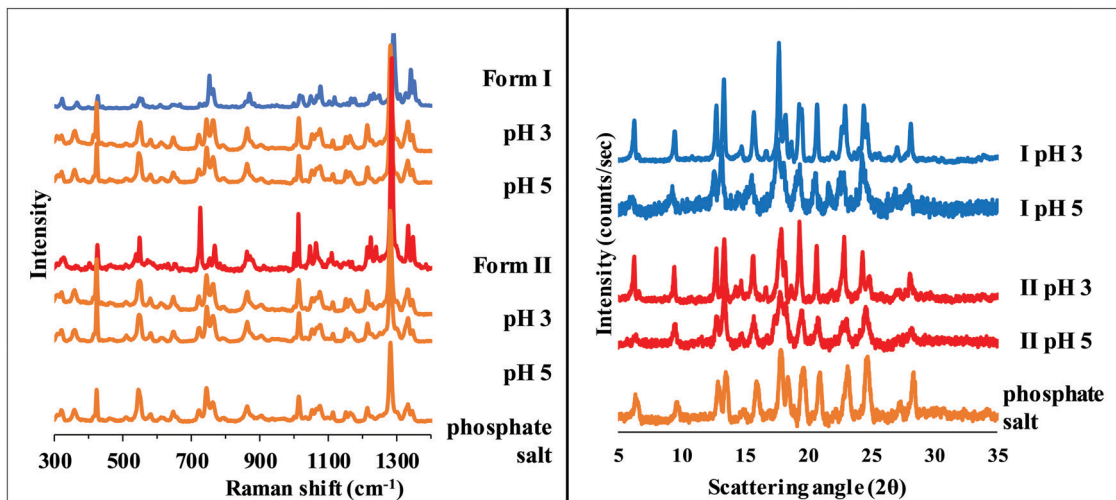 Intensity
Form I
pH 3
pH 5
Form II
pH 3
pH 5
phosphate
salt
300 500 700 900 1100 1300
Raman shift (cm-1)
Intensity (counts/sec)
I pH 3
I pH 5
II pH 3
II pH 5
phosphate
salt
5 10 15 20 25 30 35
Scattering angle (2θ)